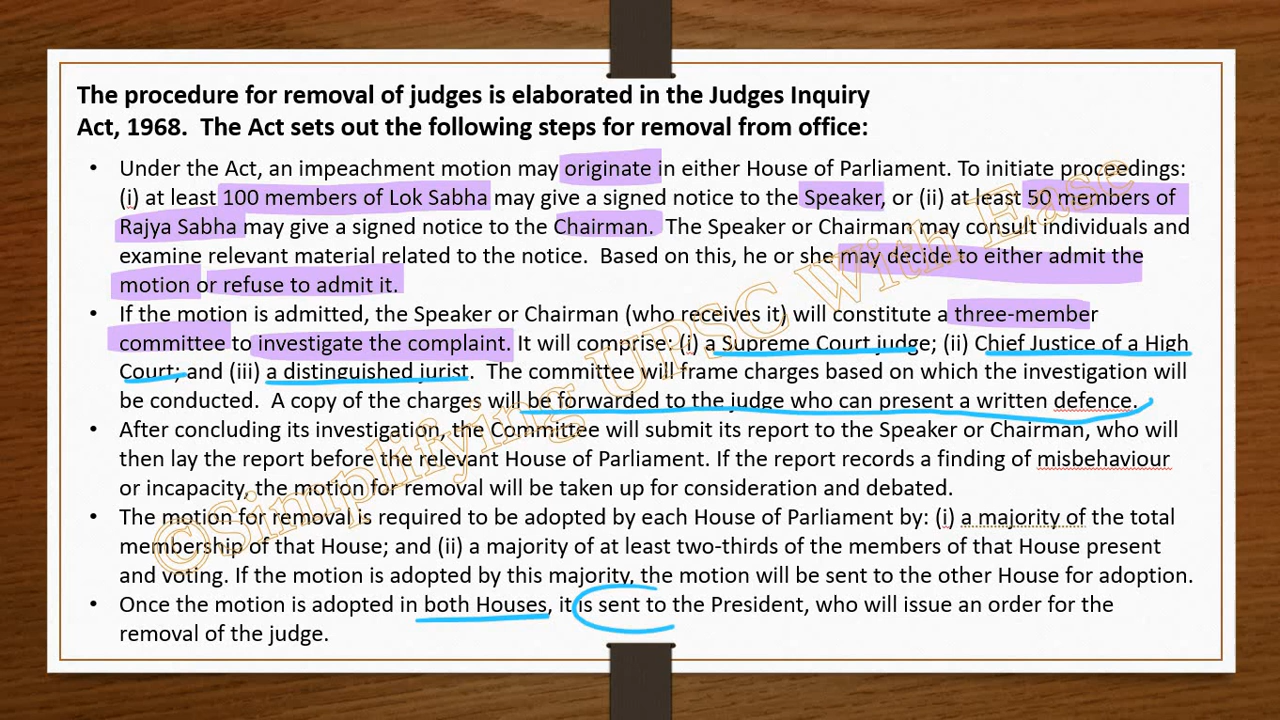 The procedure for removal of judges is elaborated in the Judges Inquiry
Act, 1968.  The Act sets out the following steps for removal from office:
• Under the Act, an impeachment motion may originate in either House of Parliament. To initiate proceedings:
(i) at least 100 members of Lok Sabha may give a signed notice to the Speaker, or (ii) at least 50 members of
Rajya Sabha may give a signed notice to the Chairman.  The Speaker or Chairman may consult individuals and
examine relevant material related to the notice.  Based on this, he or she may decide to either admit the
motion or refuse to admit it.
• If the motion is admitted, the Speaker or Chairman (who receives it) will constitute a three-member
committee to investigate the complaint. It will comprise: (i) a Supreme Court judge; (ii) Chief Justice of a High
Court; and (iii) a distinguished jurist.  The committee will frame charges based on which the investigation will
be conducted.  A copy of the charges will be forwarded to the judge who can present a written defence.
• After concluding its investigation, the Committee will submit its report to the Speaker or Chairman, who will
then lay the report before the relevant House of Parliament. If the report records a finding of misbehaviour
or incapacity, the motion for removal will be taken up for consideration and debated.
• The motion for removal is required to be adopted by each House of Parliament by: (i) a majority of the total
membership of that House; and (ii) a majority of at least two-thirds of the members of that House present
and voting. If the motion is adopted by this majority, the motion will be sent to the other House for adoption.
• Once the motion is adopted in both Houses, it is sent to the President, who will issue an order for the
removal of the judge.
©Simplifying UPSC With Ease